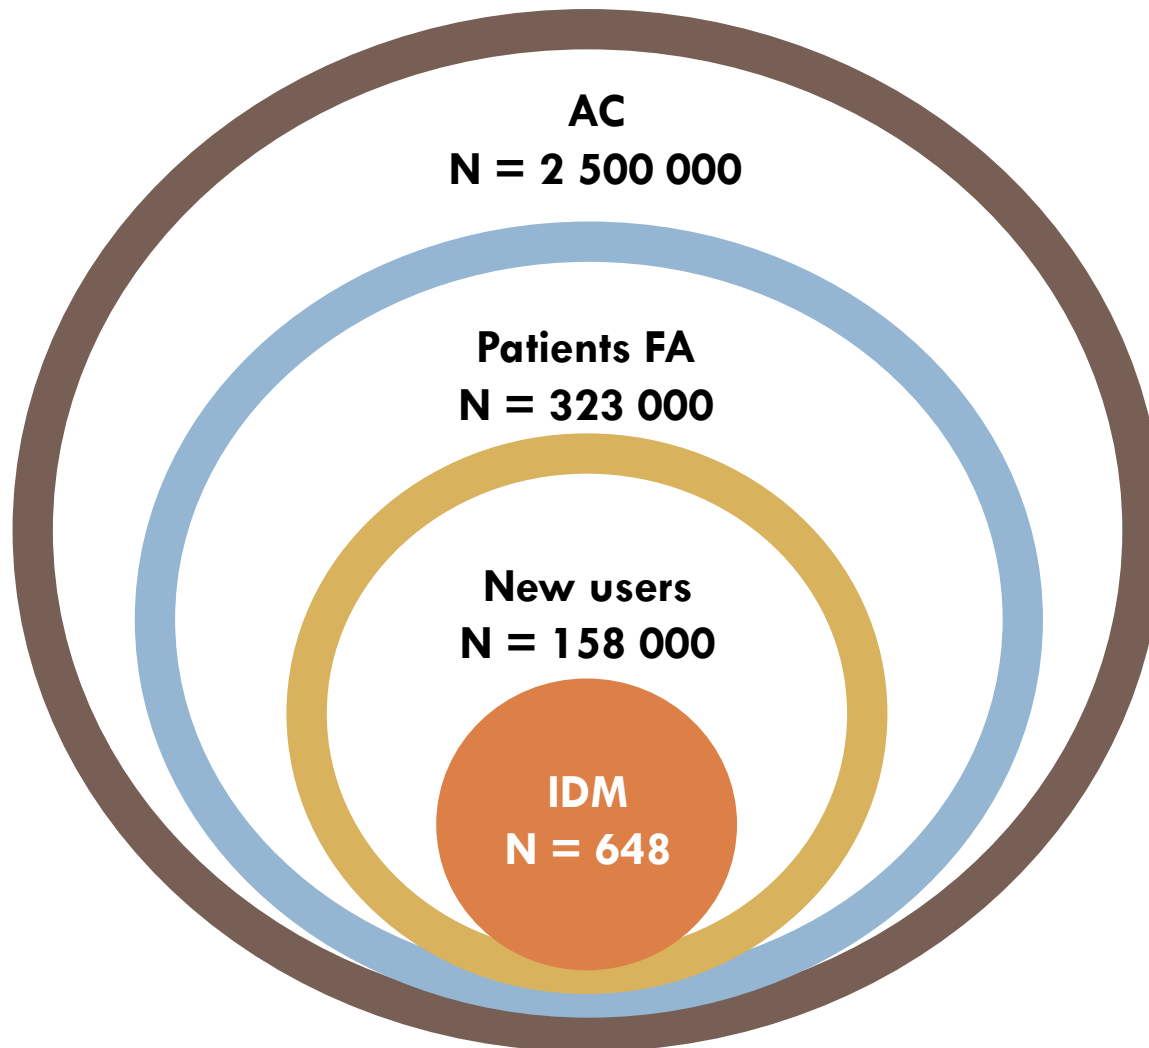 AC
N = 2 500 000
Patients FA
N = 323 000
New users
N = 158 000
IDM
N = 648